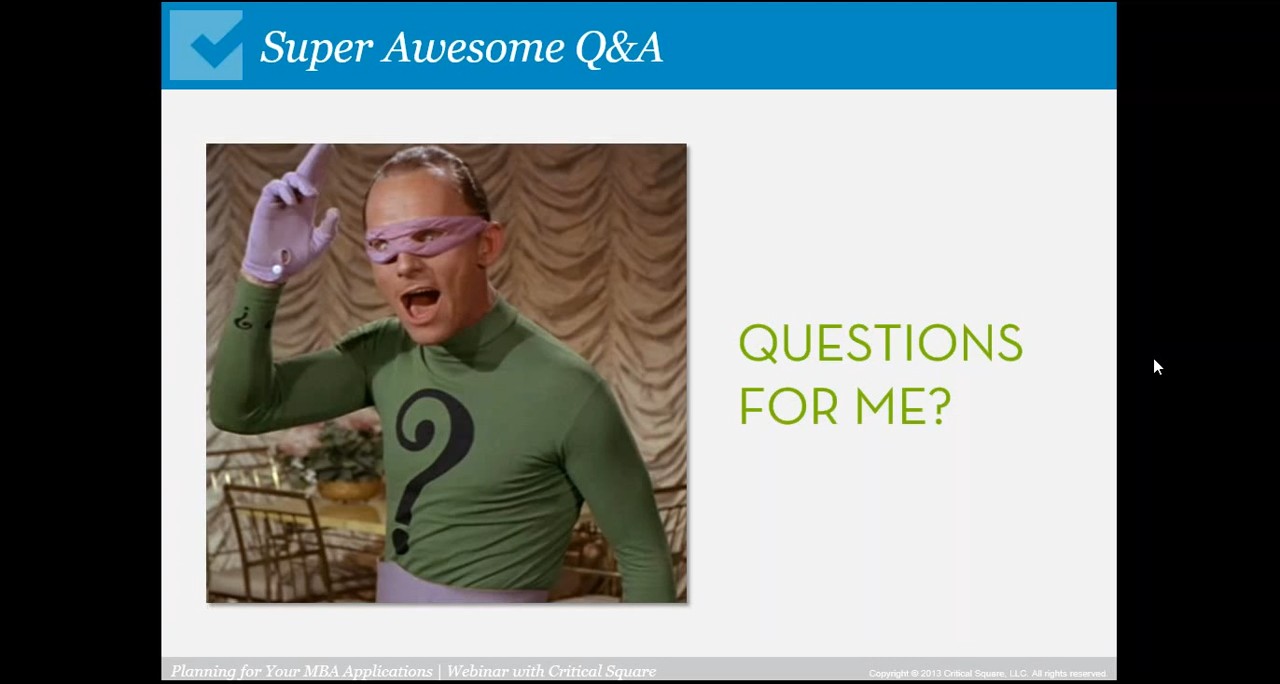 Super Awesome Q&A
?
?
QUESTIONS
FOR ME?
Planning for Your MBA Applications | Webinar with Critical Square
Copyright © 2013 Critical Square, LLC. All rights reserved.